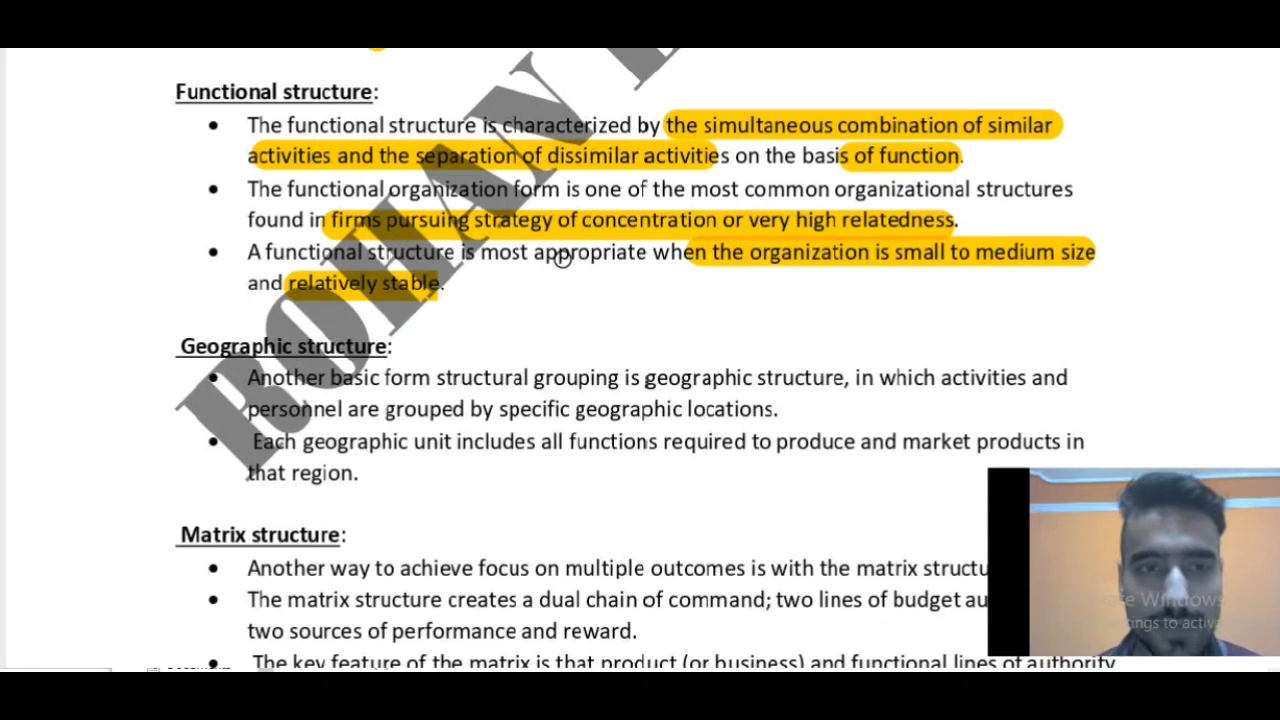 Functional structure:
• The functional structure is characterized by the simultaneous combination of similar
activities and the separation of dissimilar activities on the basis of function.
• The functional organization form is one of the most common organizational structures
found in firms pursuing strategy of concentration or very high relatedness.
• A functional structure is most appropriate when the organization is small to medium size
and relatively stable.
Geographic structure:
• Another basic form structural grouping is geographic structure, in which activities and
personnel are grouped by specific geographic locations.
• Each geographic unit includes all functions required to produce and market products in
that region.
Matrix structure:
• Another way to achieve focus on multiple outcomes is with the matrix
• The matrix structure creates a dual chain of command; two lines of budget
two sources of performance and reward.
• The key feature of the matrix is that product (or business) and functional lines of authority
ROHAN
Windows